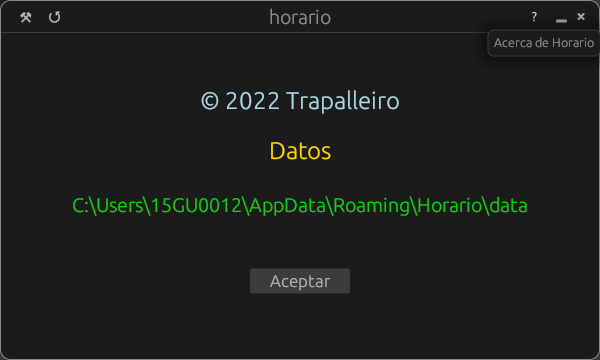 horario
?
Acerca de Horario
© 2022 Trapalleiro
Datos
C:\Users\15GU0012\AppData\Roaming\Horario\data
Aceptar